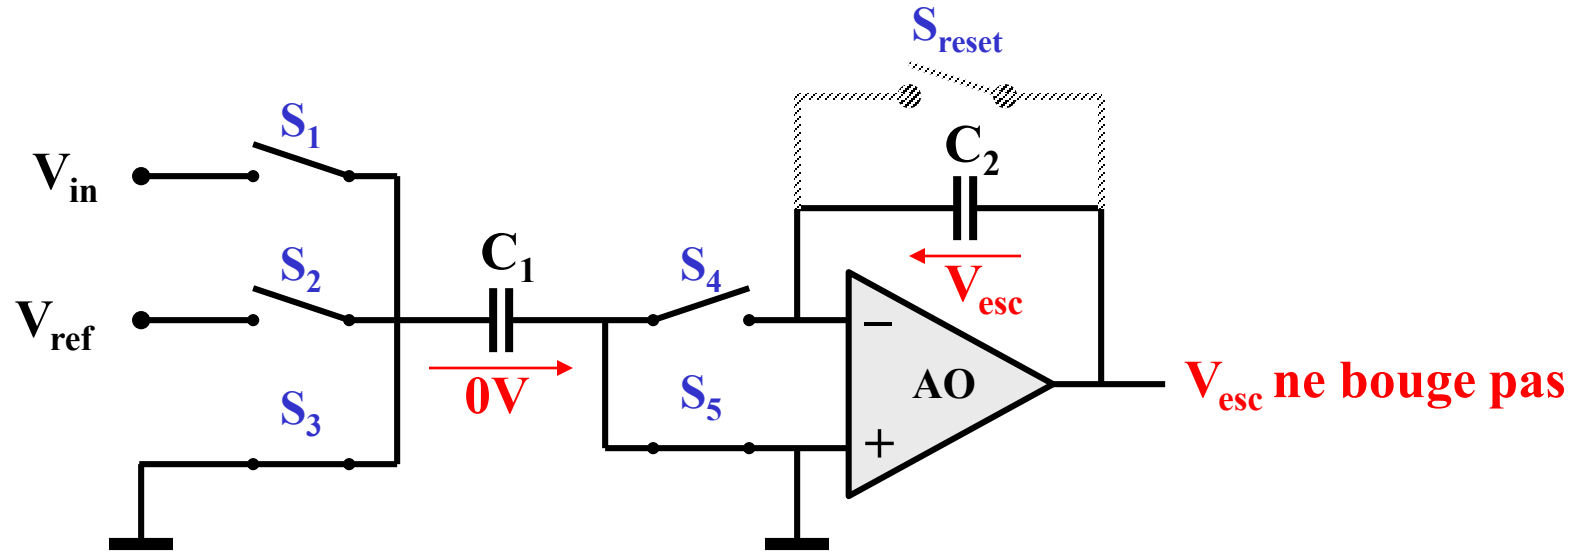 S_reset
S_1
V_in
C_2
C_1
S_2
S_4
V_esc
V_ref
−
0V
S_3
S_5
AO
V_esc ne bouge pas
+